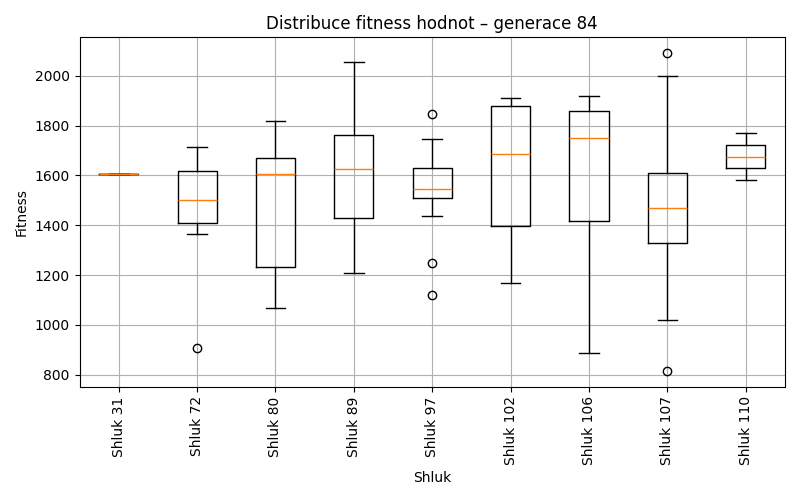 Distribuce fitness hodnot – generace 84
Fitness
2000
1800
1600
1400
1200
1000
800
Shluk 31
Shluk 72
Shluk 80
Shluk 89
Shluk 97
Shluk 102
Shluk 106
Shluk 107
Shluk 110
Shluk